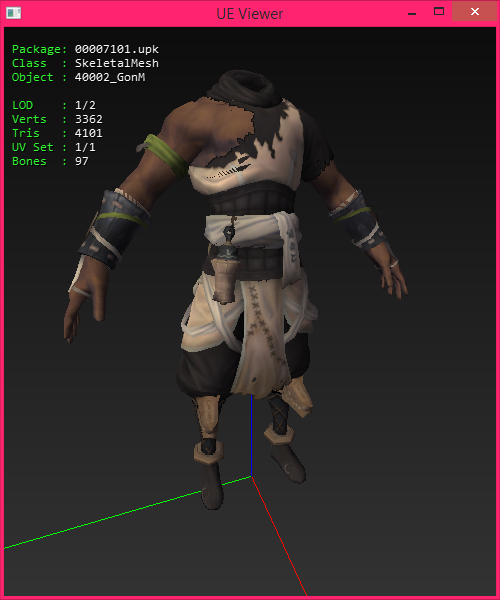 UE Viewer
Package: 00007101.upk
Class : SkeletalMesh
Object : 40002_GonM
LOD : 1/2
Verts : 3362
Tris : 4101
UV Set : 1/1
Bones : 97